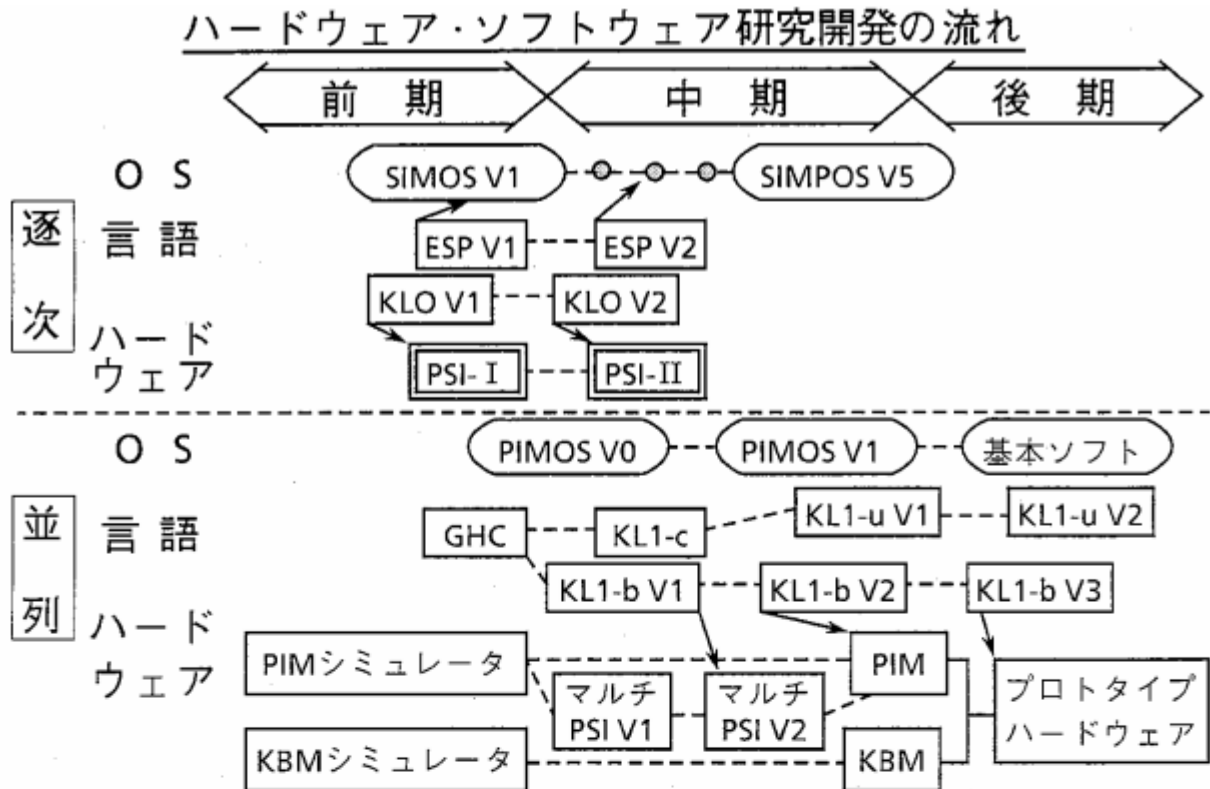 ハードウェア・ソフトウェア研究開発の流れ
前 期
中 期
後 期
逐次
OS
SIMOS V1
SIMPOS V5
言語
ESP V1
ESP V2
KLO V1
KLO V2
ハード
ウェア
PSI-I
PSI-II
並列
OS
PIMOS V0
PIMOS V1
基本ソフト
言語
GHC
KL1-c
KL1-u V1
KL1-u V2
KL1-b V1
KL1-b V2
KL1-b V3
ハード
ウェア
PIMシミュレータ
マルチ
PSI V1
マルチ
PSI V2
PIM
プロトタイプ
ハードウェア
KBMシミュレータ
KBM